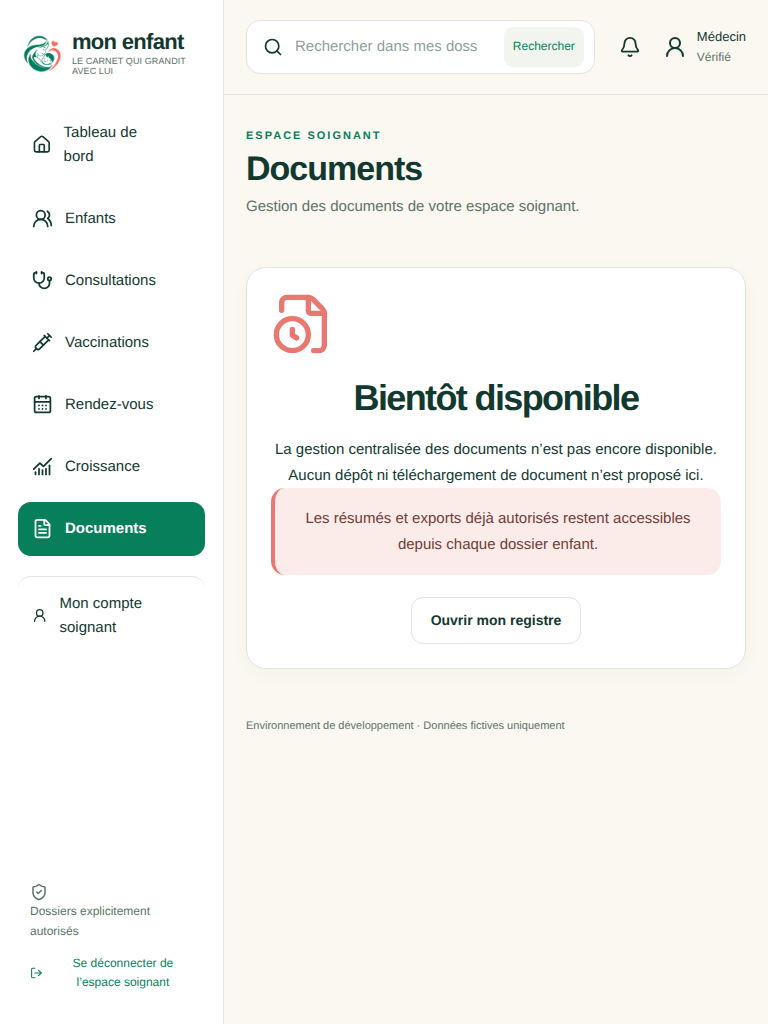 mon enfant
LE CARNET QUI GRANDIT
AVEC LUI
Tableau de
bord
Enfants
Consultations
Vaccinations
Rendez-vous
Croissance
Documents
Mon compte
soignant
Dossiers explicitement
autorisés
Se déconnecter de
l’espace soignant
Rechercher dans mes doss
Rechercher
Médecin
Vérifié
ESPACE SOIGNANT
Documents
Gestion des documents de votre espace soignant.
Bientôt disponible
La gestion centralisée des documents n’est pas encore disponible.
Aucun dépôt ni téléchargement de document n’est proposé ici.
Les résumés et exports déjà autorisés restent accessibles
depuis chaque dossier enfant.
Ouvrir mon registre
Environnement de développement · Données fictives uniquement